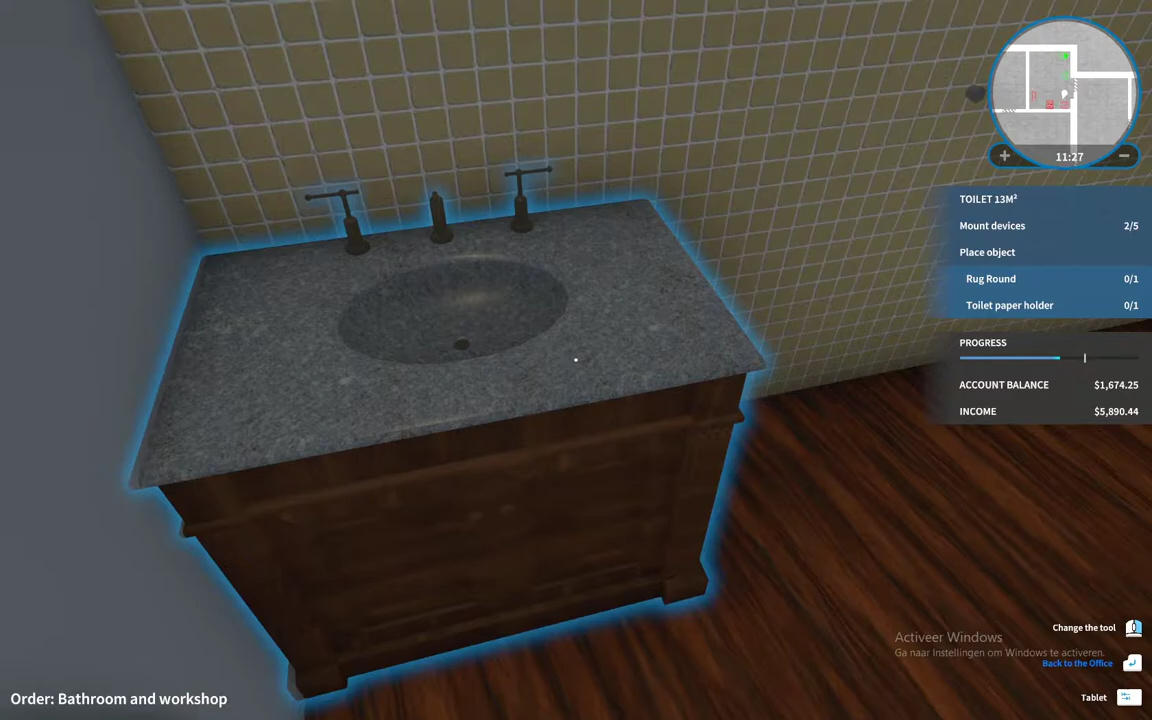 11:27
TOILET 13M²
Mount devices 2/5
Place object
Rug Round 0/1
Toilet paper holder 0/1
PROGRESS
ACCOUNT BALANCE $1,674.25
INCOME $5,890.44
Change the tool
Activeer Windows
Ga naar Instellingen om Windows te activeren.
Back to the Office
Tablet
Order: Bathroom and workshop